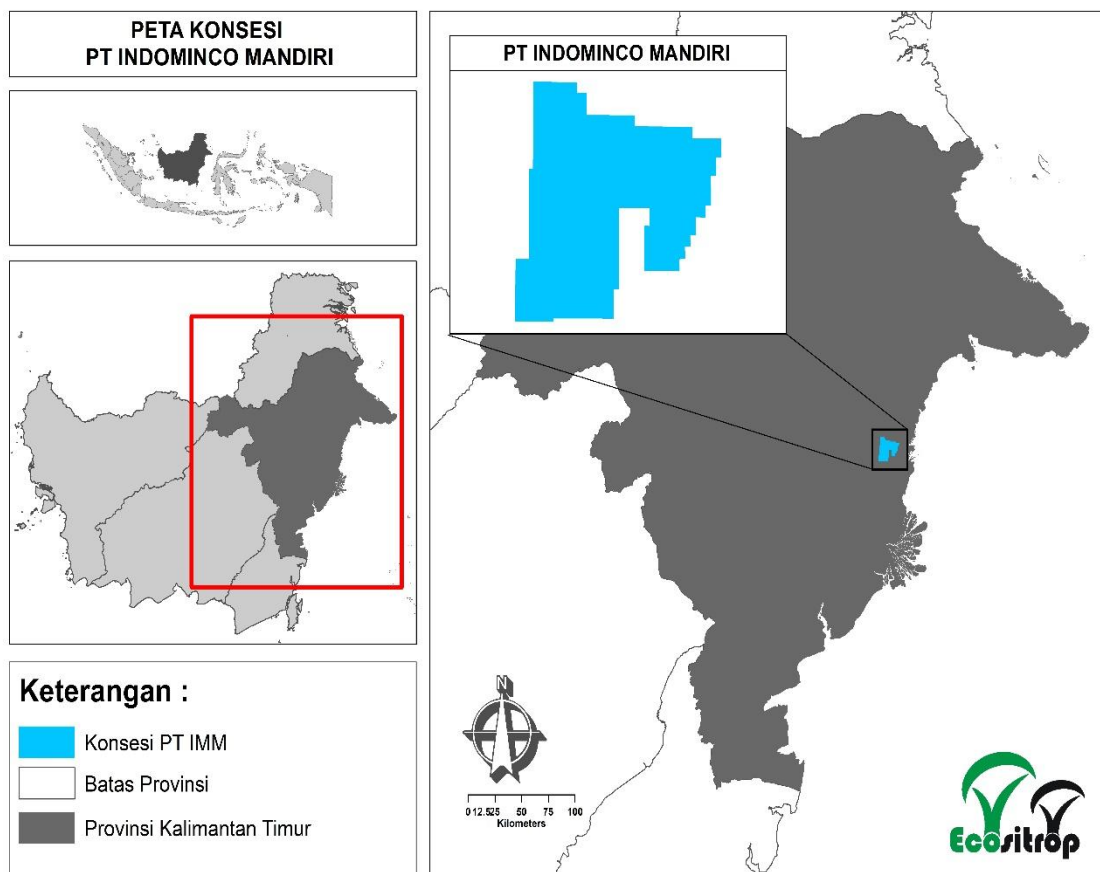 PETA KONSESI
PT INDOMINCO MANDIRI
PT INDOMINCO MANDIRI
Keterangan :
Konsesi PT IMM
Batas Provinsi
Provinsi Kalimantan Timur
N
0 12.525 50 75 100
Kilometers
Ecositrop